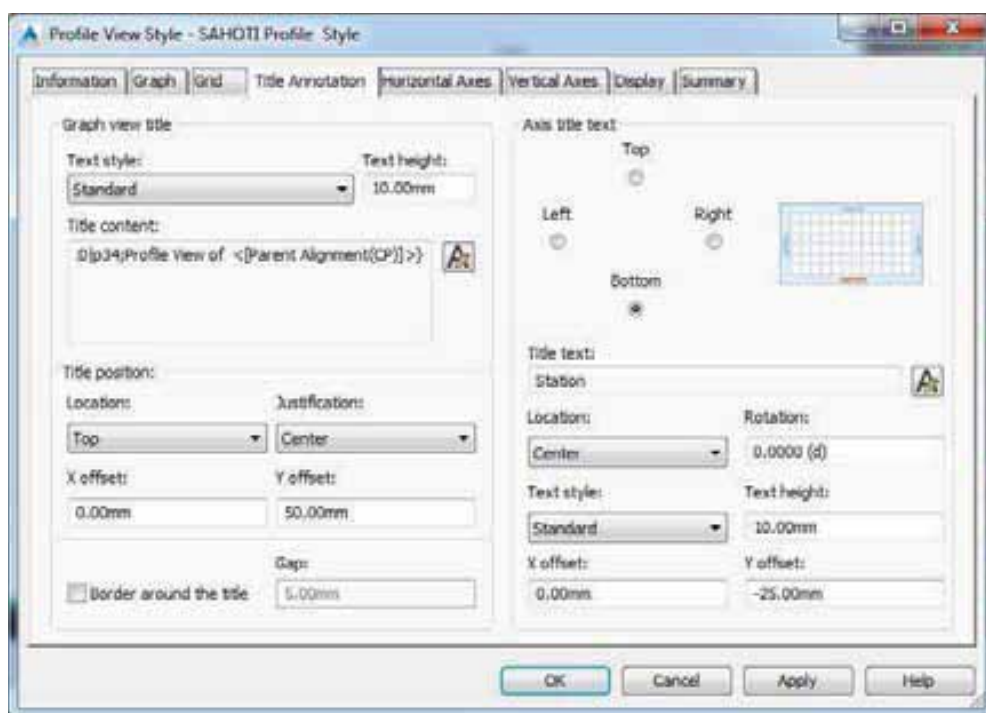 Profile View Style - SAHOTI Profile Style
Information Graph Grid Title Annotation Horizontal Axes Vertical Axes Display Summary
Graph view title
Text style:
Text height:
Standard
10.00mm
Title content:
0|p34;Profile View of <[Parent Alignment(CP)]>}
Title position:
Location:
Justification:
Top
Center
X offset:
Y offset:
0.00mm
50.00mm
Gap:
Border around the title
5.00mm
Axis title text
Top
Left
Right
Bottom
Title text:
Station
Location:
Rotation:
Center
0.0000 (d)
Text style:
Text height:
Standard
10.00mm
X offset:
Y offset:
0.00mm
-25.00mm
OK
Cancel
Apply
Help